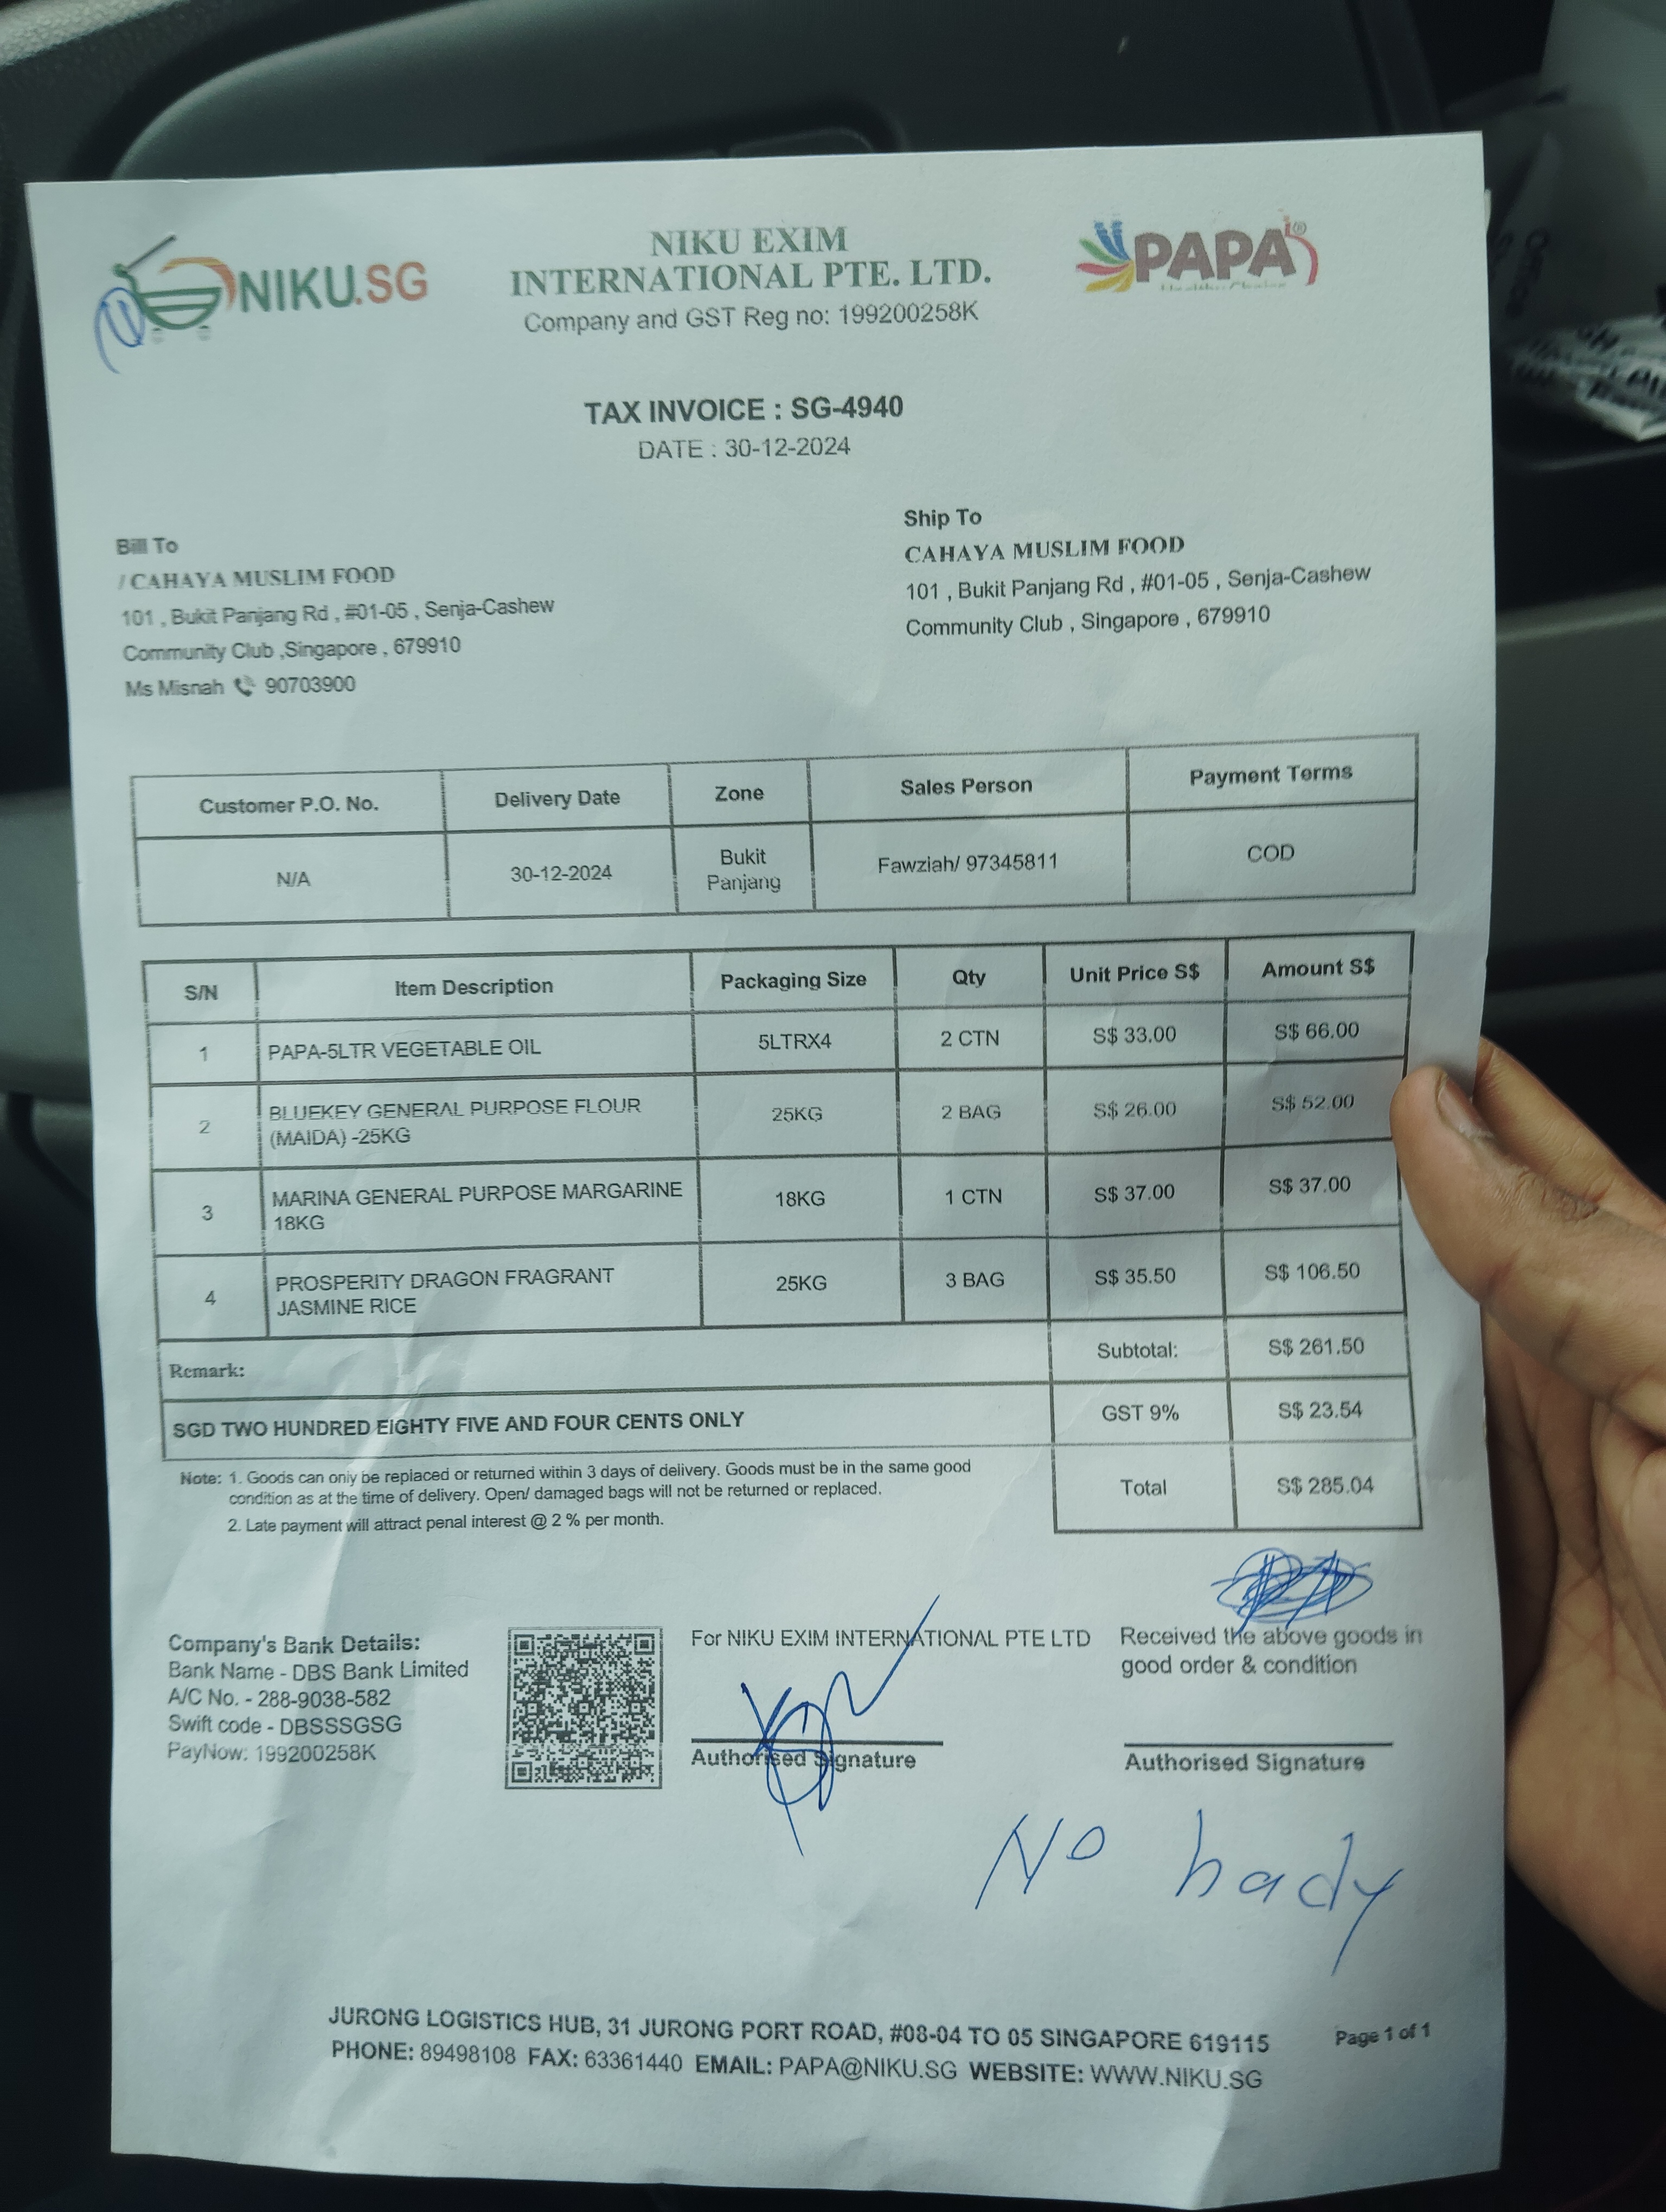 NIKU.SG
NIKU EXIM
INTERNATIONAL PTE. LTD.
Company and GST Reg no: 199200258K
PAPA®
Healthy Choice
TAX INVOICE : SG-4940
DATE : 30-12-2024
Bill To
/ CAHAYA MUSLIM FOOD
101 , Bukit Panjang Rd , #01-05 , Senja-Cashew
Community Club ,Singapore , 679910
Ms Misnah 90703900
Ship To
CAHAYA MUSLIM FOOD
101 , Bukit Panjang Rd , #01-05 , Senja-Cashew
Community Club , Singapore , 679910
Customer P.O. No. Delivery Date Zone Sales Person Payment Terms
N/A 30-12-2024 Bukit Panjang Fawziah/ 97345811 COD
S/N Item Description Packaging Size Qty Unit Price S$ Amount S$
1 PAPA-5LTR VEGETABLE OIL 5LTRX4 2 CTN S$ 33.00 S$ 66.00
2 BLUEKEY GENERAL PURPOSE FLOUR (MAIDA) -25KG 25KG 2 BAG S$ 26.00 S$ 52.00
3 MARINA GENERAL PURPOSE MARGARINE 18KG 18KG 1 CTN S$ 37.00 S$ 37.00
4 PROSPERITY DRAGON FRAGRANT JASMINE RICE 25KG 3 BAG S$ 35.50 S$ 106.50
Remark: Subtotal: S$ 261.50
SGD TWO HUNDRED EIGHTY FIVE AND FOUR CENTS ONLY GST 9% S$ 23.54
Total S$ 285.04
Note: 1. Goods can only be replaced or returned within 3 days of delivery. Goods must be in the same good
condition as at the time of delivery. Open/ damaged bags will not be returned or replaced.
2. Late payment will attract penal interest @ 2 % per month.
Company's Bank Details:
Bank Name - DBS Bank Limited
A/C No. - 288-9038-582
Swift code - DBSSSGSG
PayNow: 199200258K
For NIKU EXIM INTERNATIONAL PTE LTD
Authorised Signature
Received the above goods in
good order & condition
Authorised Signature
No hady
JURONG LOGISTICS HUB, 31 JURONG PORT ROAD, #08-04 TO 05 SINGAPORE 619115
PHONE: 89498108 FAX: 63361440 EMAIL: PAPA@NIKU.SG WEBSITE: WWW.NIKU.SG
Page 1 of 1